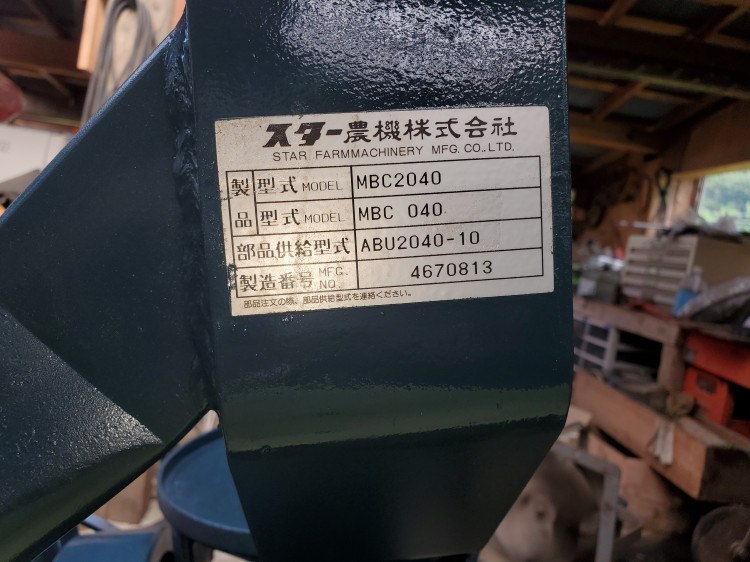 スター農機株式会社
STAR FARMMACHINERY MFG. CO., LTD.
製 型式 MODEL MBC2040
品 型式 MODEL MBC 040
部品供給型式 ABU2040-10
製造番号 MFG. NO. 4670813
部品注文の際、部品供給型式を連絡ください。